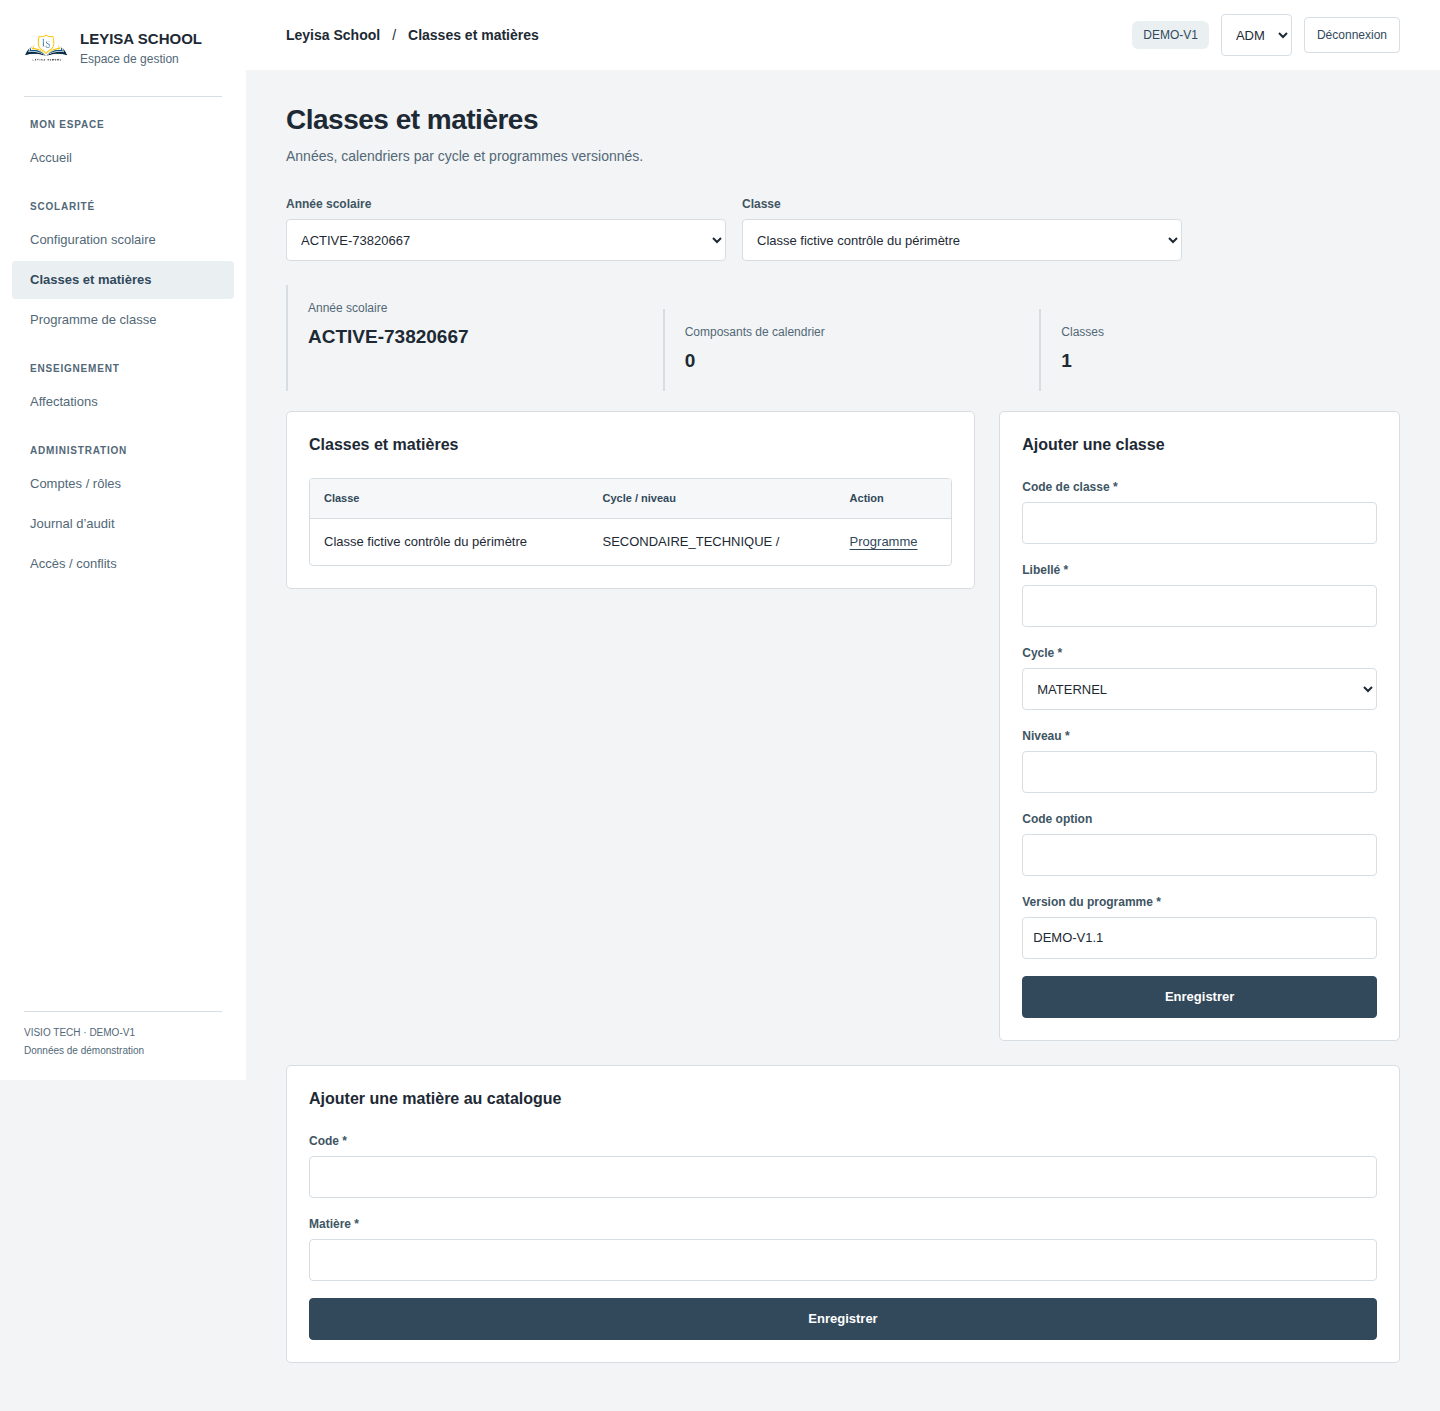 LEYISA SCHOOL
Espace de gestion
MON ESPACE
Accueil
SCOLARITÉ
Configuration scolaire
Classes et matières
Programme de classe
ENSEIGNEMENT
Affectations
ADMINISTRATION
Comptes / rôles
Journal d'audit
Accès / conflits
VISIO TECH · DEMO-V1
Données de démonstration
Leyisa School / Classes et matières
DEMO-V1
ADM
Déconnexion
Classes et matières
Années, calendriers par cycle et programmes versionnés.
Année scolaire
ACTIVE-73820667
Classe
Classe fictive contrôle du périmètre
Année scolaire
ACTIVE-73820667
Composants de calendrier
0
Classes
1
Classes et matières
Classe Cycle / niveau Action
Classe fictive contrôle du périmètre SECONDAIRE_TECHNIQUE / Programme
Ajouter une classe
Code de classe *
Libellé *
Cycle *
MATERNEL
Niveau *
Code option
Version du programme *
DEMO-V1.1
Enregistrer
Ajouter une matière au catalogue
Code *
Matière *
Enregistrer